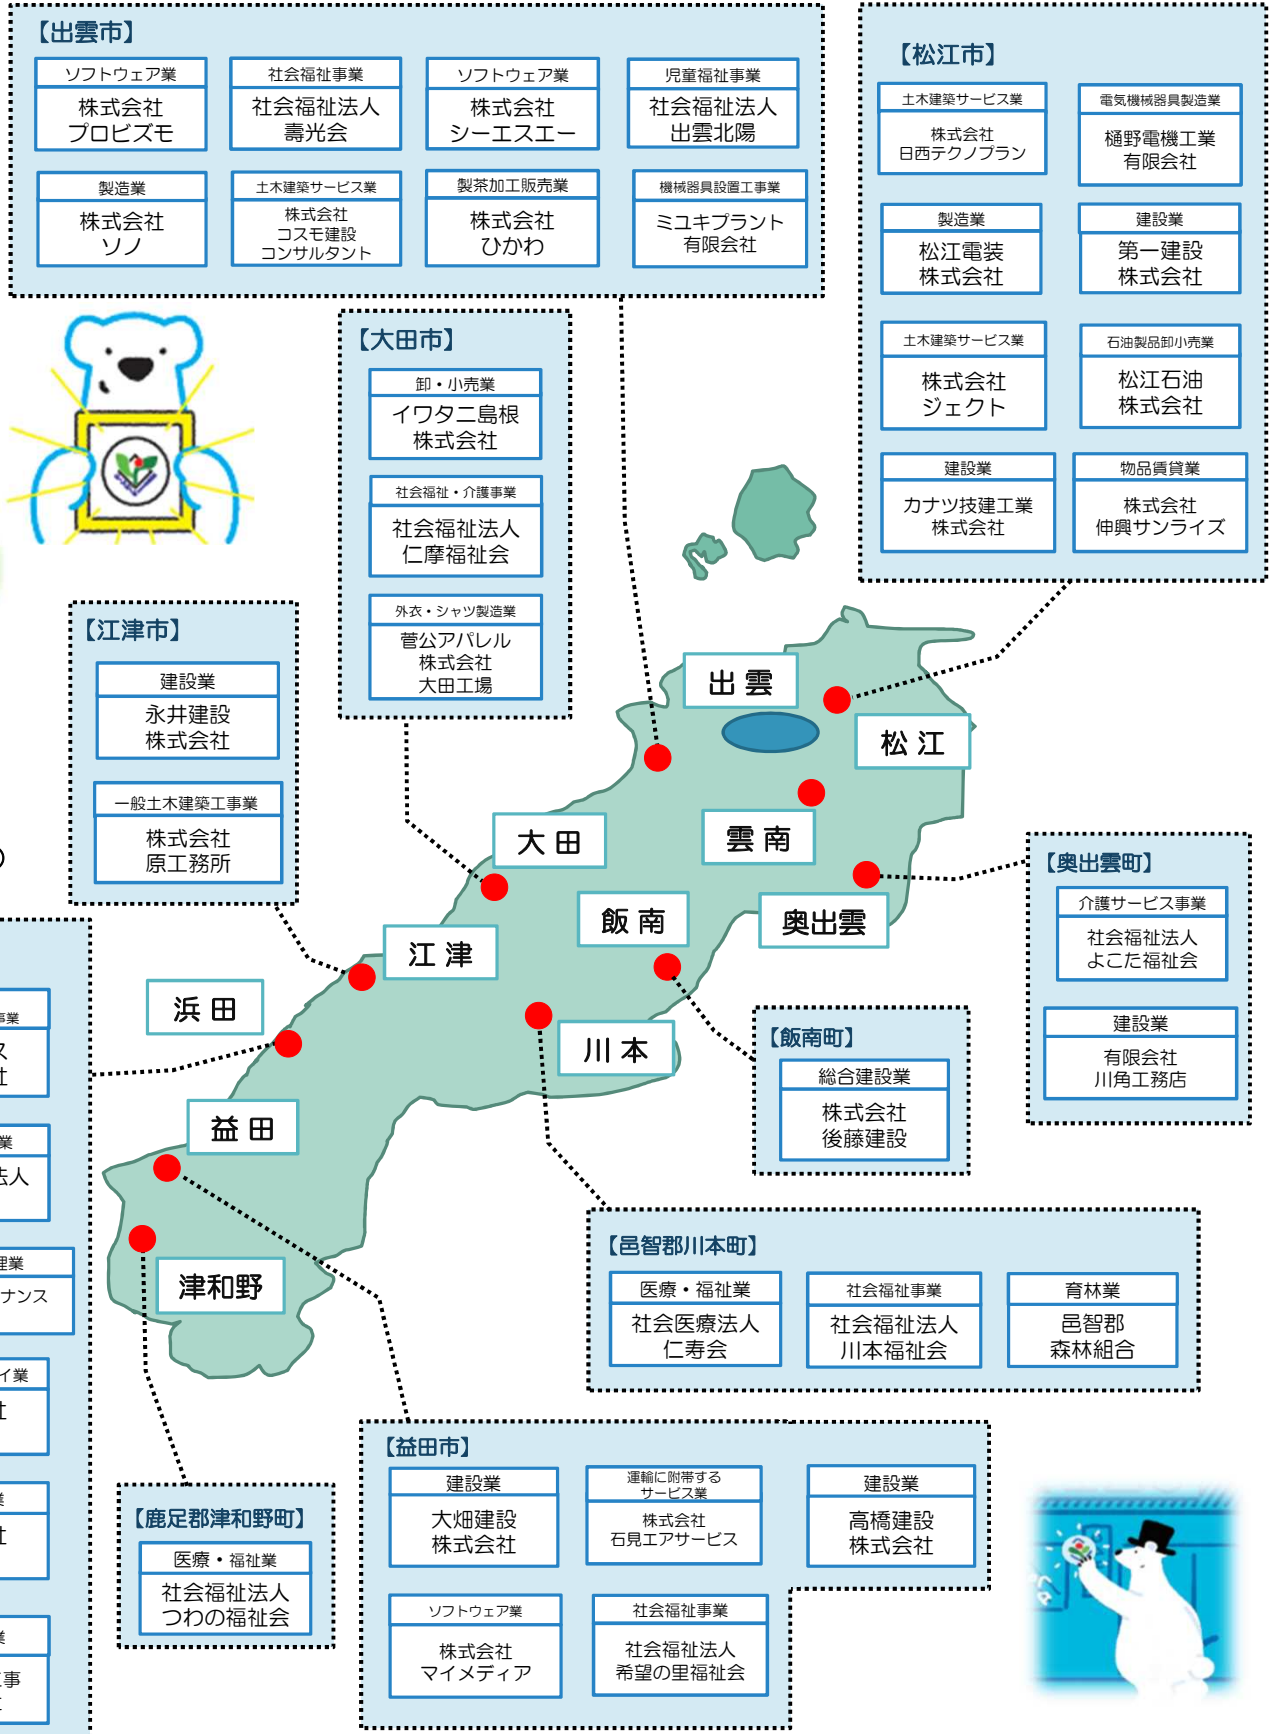 【出雲市】
ソフトウェア業
株式会社
プロビズモ
社会福祉事業
社会福祉法人
壽光会
ソフトウェア業
株式会社
シーエスエー
児童福祉事業
社会福祉法人
出雲北陽
製造業
株式会社
ソノ
土木建築サービス業
株式会社
コスモ建設
コンサルタント
製茶加工販売業
株式会社
ひかわ
機械器具設置工事業
ミユキプラント
有限会社
【松江市】
土木建築サービス業
株式会社
日西テクノプラン
電気機械器具製造業
樋野電機工業
有限会社
製造業
松江電装
株式会社
建設業
第一建設
株式会社
土木建築サービス業
株式会社
ジェクト
石油製品卸小売業
松江石油
株式会社
建設業
カナツ技建工業
株式会社
物品賃貸業
株式会社
伸興サンライズ
【大田市】
卸・小売業
イワタニ島根
株式会社
社会福祉・介護事業
社会福祉法人
仁摩福祉会
外衣・シャツ製造業
菅公アパレル
株式会社
大田工場
【江津市】
建設業
永井建設
株式会社
一般土木建築工事業
株式会社
原工務所
出雲
松江
大田
雲南
飯南
奥出雲
江津
浜田
川本
益田
津和野
【奥出雲町】
介護サービス事業
社会福祉法人
よこた福祉会
建設業
有限会社
川角工務店
【飯南町】
総合建設業
株式会社
後藤建設
)
事業
ス
社
業
法人
理業
ナンス
イ業
社
業
社
業
事
【邑智郡川本町】
医療・福祉業
社会医療法人
仁寿会
社会福祉事業
社会福祉法人
川本福祉会
育林業
邑智郡
森林組合
【益田市】
建設業
大畑建設
株式会社
運輸に附帯する
サービス業
株式会社
石見エアサービス
建設業
高橋建設
株式会社
ソフトウェア業
株式会社
マイメディア
社会福祉事業
社会福祉法人
希望の里福祉会
【鹿足郡津和野町】
医療・福祉業
社会福祉法人
つわの福祉会